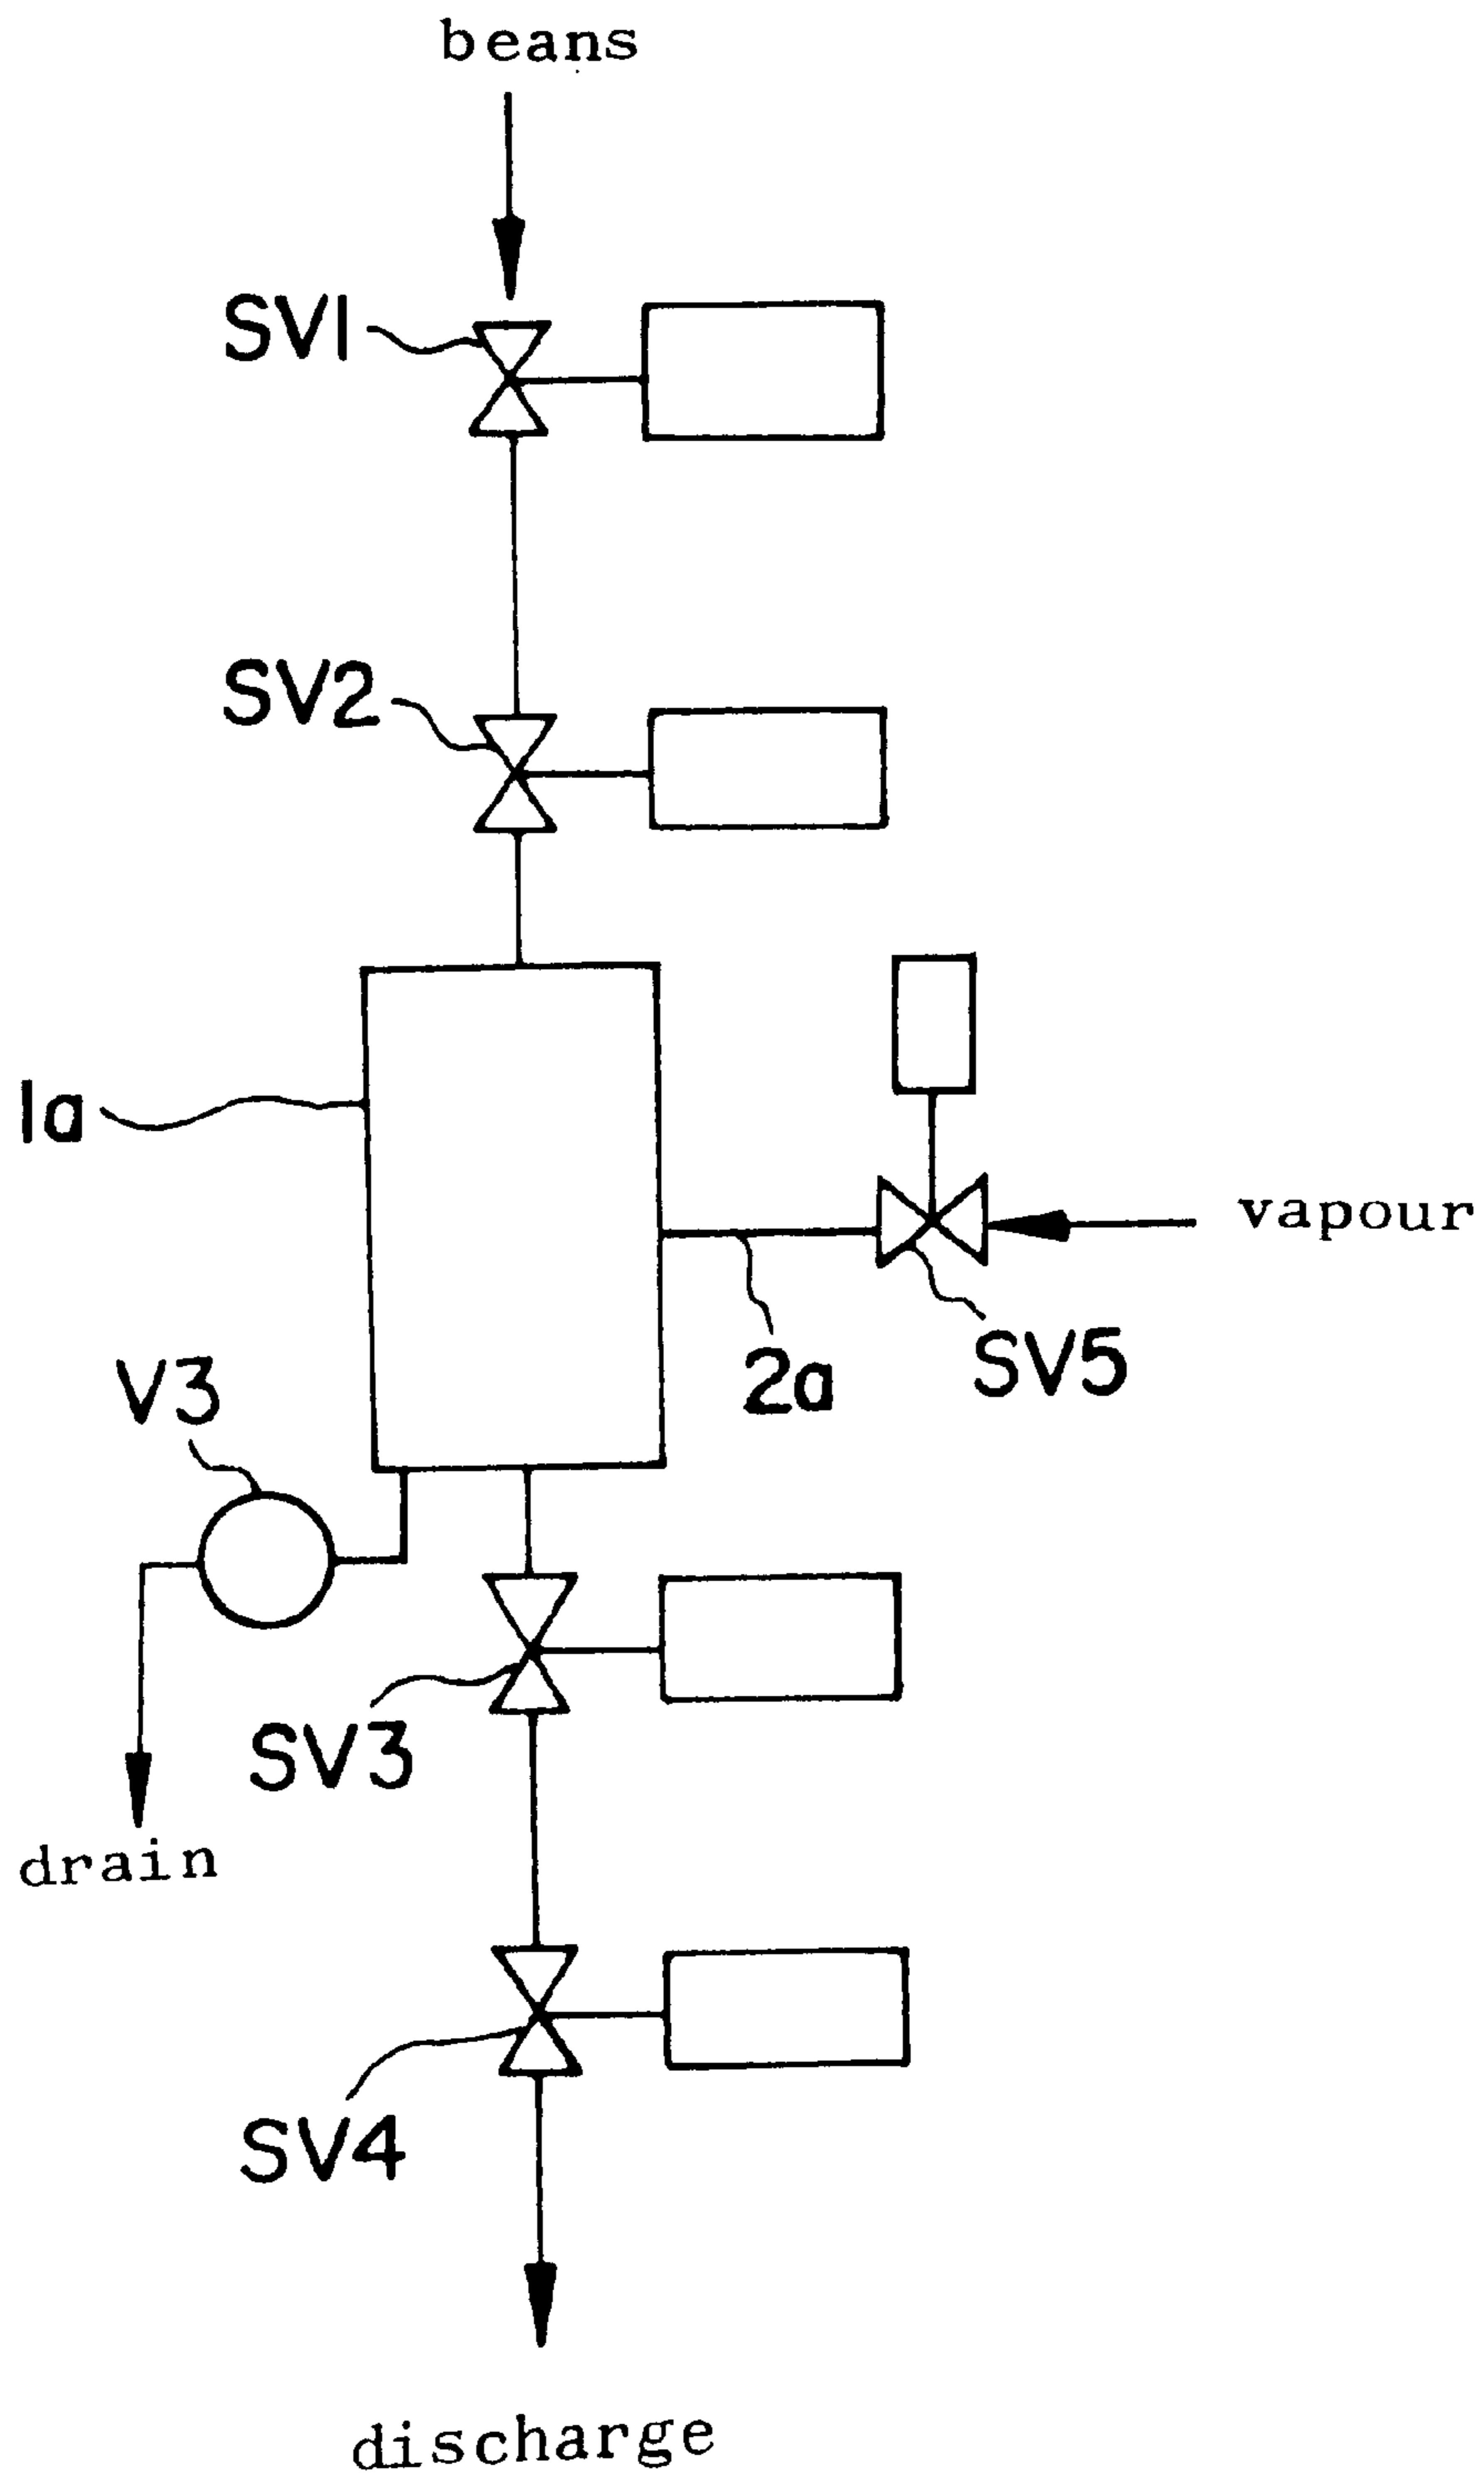 beans
SV1
SV2
1a
vapour
2a
SV5
V3
SV3
drain
SV4
discharge